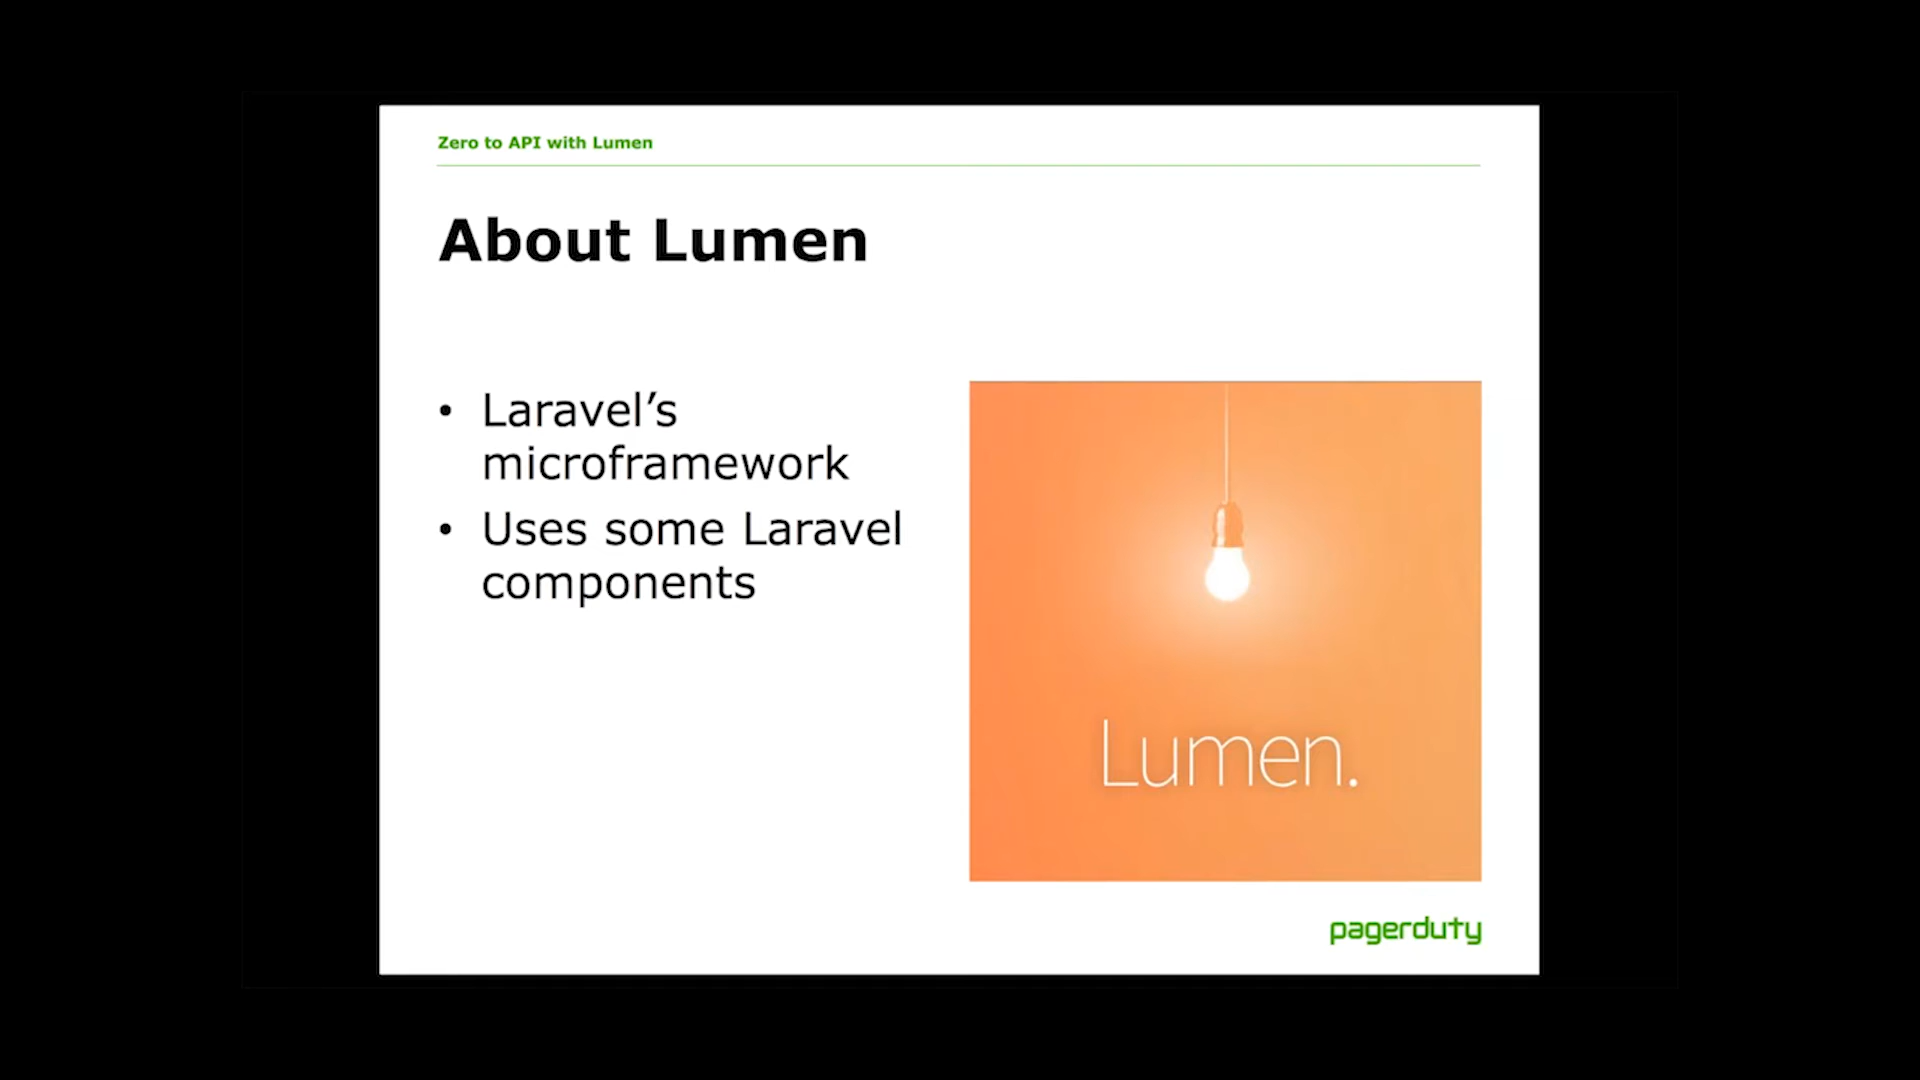 Zero to API with Lumen
About Lumen
• Laravel’s
microframework
• Uses some Laravel
components
Lumen.
pagerduty